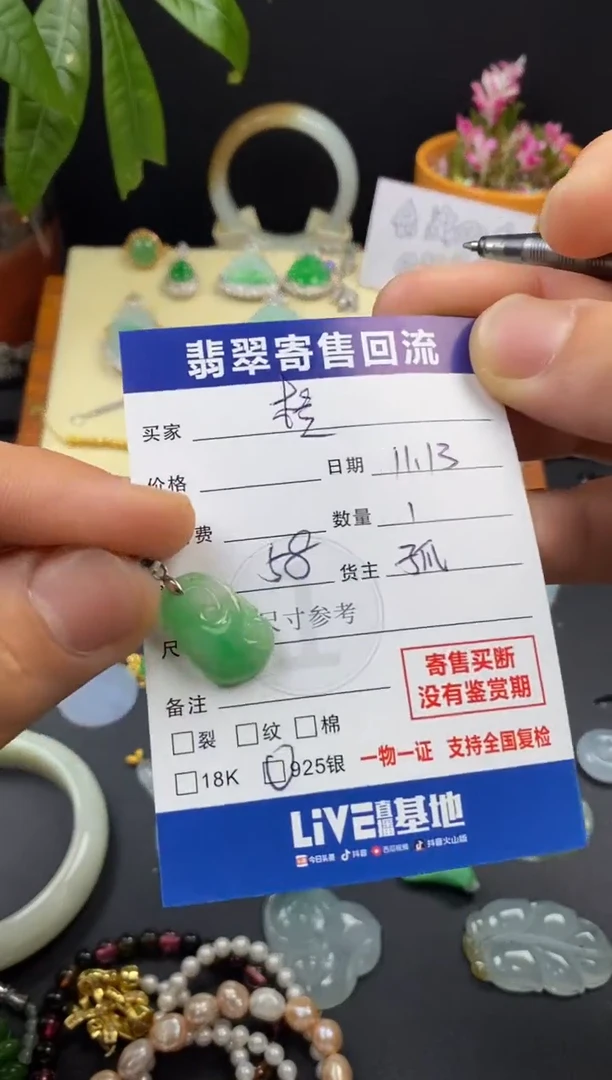 翡翠寄售回流
买家
价格 日期 11.13
费 数量 1
58 货主 孤
尺寸参考
尺
寄售买断
没有鉴赏期
备注
裂 纹 棉
18K 925银
一物一证 支持全国复检
LiVE直播基地
今日头条 抖音 西瓜视频 抖音火山版